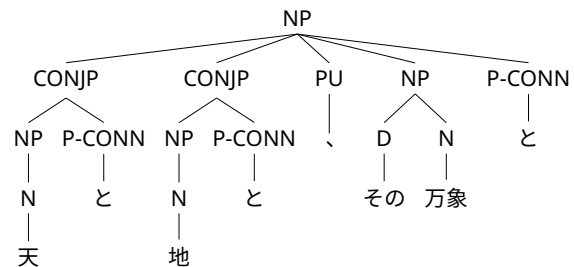 NP
CONJP CONJP PU NP P-CONN
NP P-CONN NP P-CONN 、 D N と
N と N と その 万象
天 地